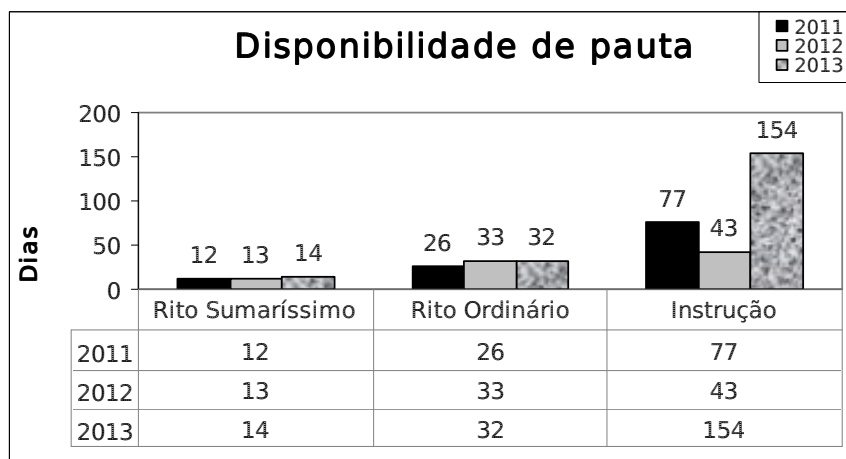 Disponibilidade de pauta
2011
2012
2013
Dias
200
150
100
50
0
12 13 14
26 33 32
77 43 154
Rito Sumaríssimo Rito Ordinário Instrução
2011 12 26 77
2012 13 33 43
2013 14 32 154